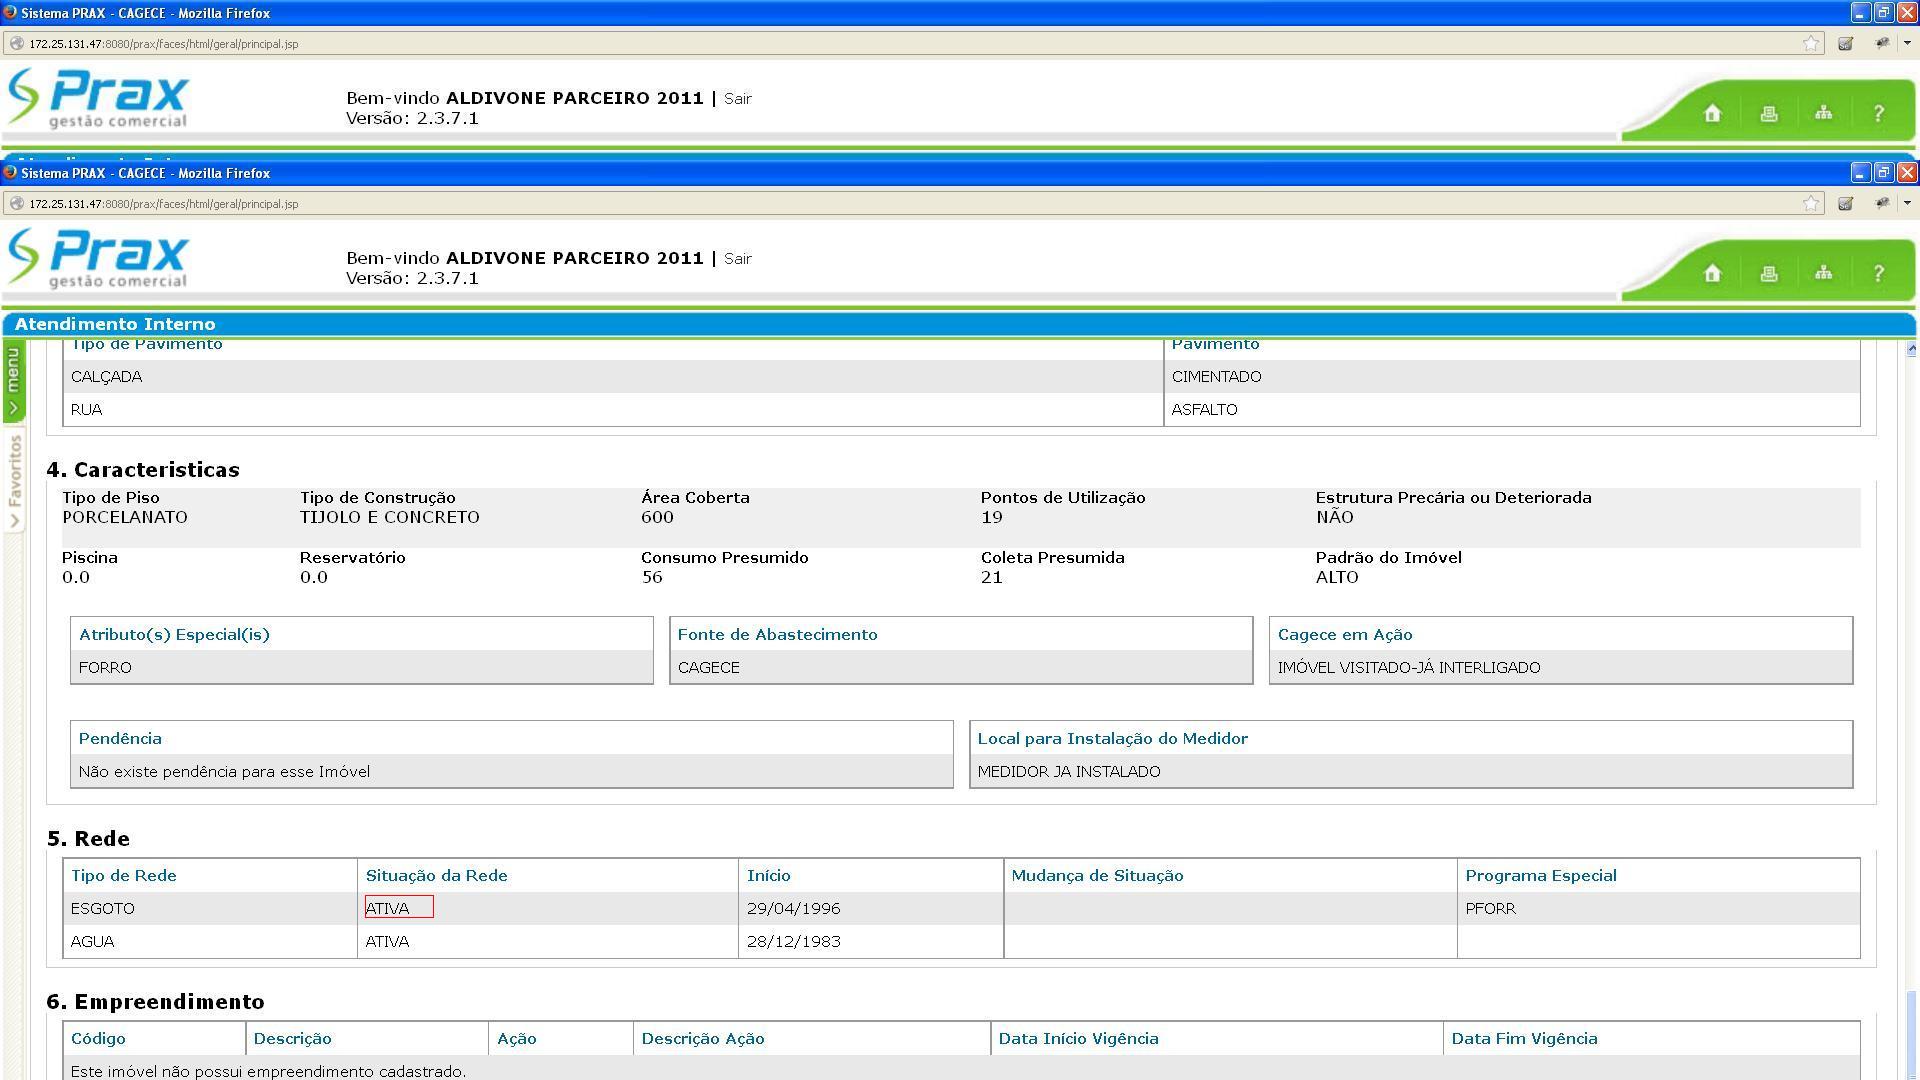 Sistema PRAX - CAGECE - Mozilla Firefox
172.25.131.47:8080/prax/faces/html/geral/principal.jsp
Prax
gestão comercial
Bem-vindo ALDIVONE PARCEIRO 2011 | Sair
Versão: 2.3.7.1
?
Sistema PRAX - CAGECE - Mozilla Firefox
172.25.131.47:8080/prax/faces/html/geral/principal.jsp
Prax
gestão comercial
Bem-vindo ALDIVONE PARCEIRO 2011 | Sair
Versão: 2.3.7.1
?
Atendimento Interno
menu
Favoritos
Tipo de Pavimento Pavimento
CALÇADA CIMENTADO
RUA ASFALTO
4. Caracteristicas
Tipo de Piso Tipo de Construção Área Coberta Pontos de Utilização Estrutura Precária ou Deteriorada
PORCELANATO TIJOLO E CONCRETO 600 19 NÃO
Piscina Reservatório Consumo Presumido Coleta Presumida Padrão do Imóvel
0.0 0.0 56 21 ALTO
Atributo(s) Especial(is) Fonte de Abastecimento Cagece em Ação
FORRO CAGECE IMÓVEL VISITADO-JÁ INTERLIGADO
Pendência Local para Instalação do Medidor
Não existe pendência para esse Imóvel MEDIDOR JA INSTALADO
5. Rede
Tipo de Rede Situação da Rede Início Mudança de Situação Programa Especial
ESGOTO ATIVA 29/04/1996 PFORR
AGUA ATIVA 28/12/1983
6. Empreendimento
Código Descrição Ação Descrição Ação Data Início Vigência Data Fim Vigência
Este imóvel não possui empreendimento cadastrado.